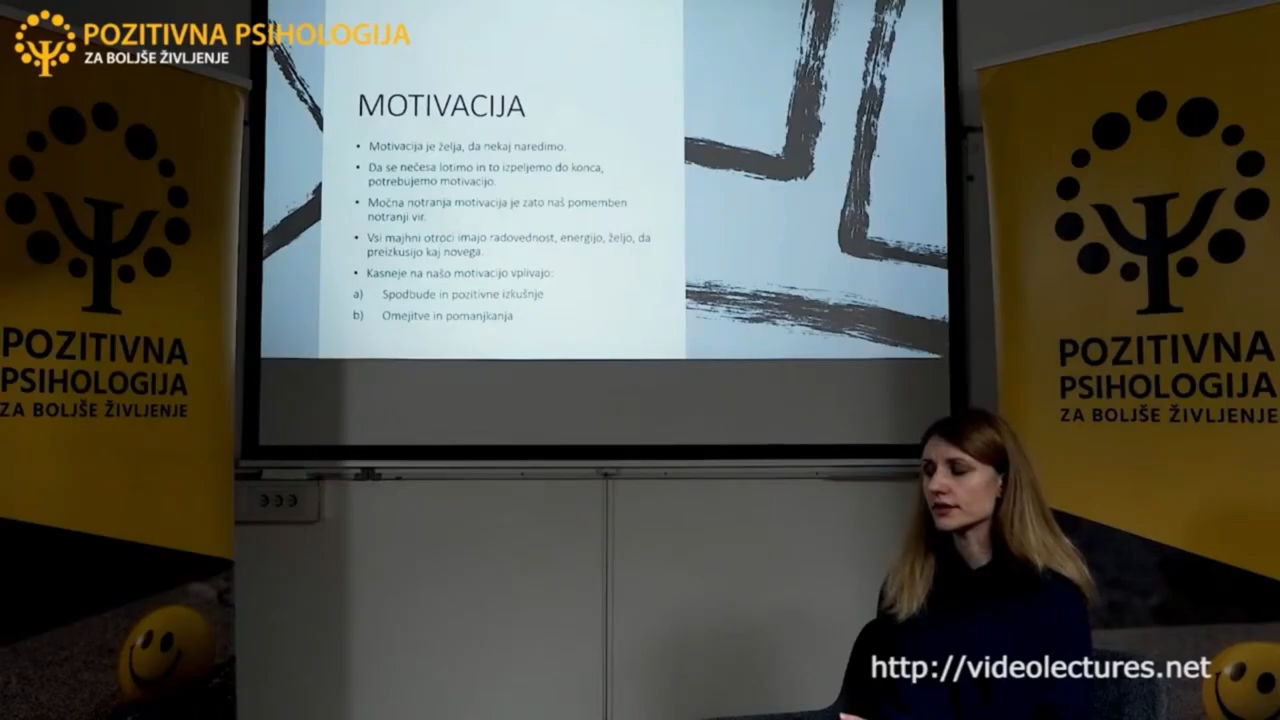 POZITIVNA PSIHOLOGIJA
ZA BOLJŠE ŽIVLJENJE
MOTIVACIJA
• Motivacija je želja, da nekaj naredimo.
• Da se nečesa lotimo in to izpeljemo do konca,
potrebujemo motivacijo.
• Močna notranja motivacija je zato naš pomemben
notranji vir.
• Vsi majhni otroci imajo radovednost, energijo, željo, da
preizkusijo kaj novega.
• Kasneje na našo motivacijo vplivajo:
a) Spodbude in pozitivne izkušnje
b) Omejitve in pomanjkanja
POZITIVNA
PSIHOLOGIJA
ZA BOLJŠE ŽIVLJENJE
POZITIVNA
PSIHOLOGIJA
ZA BOLJŠE ŽIVLJENJE
http://videolectures.net